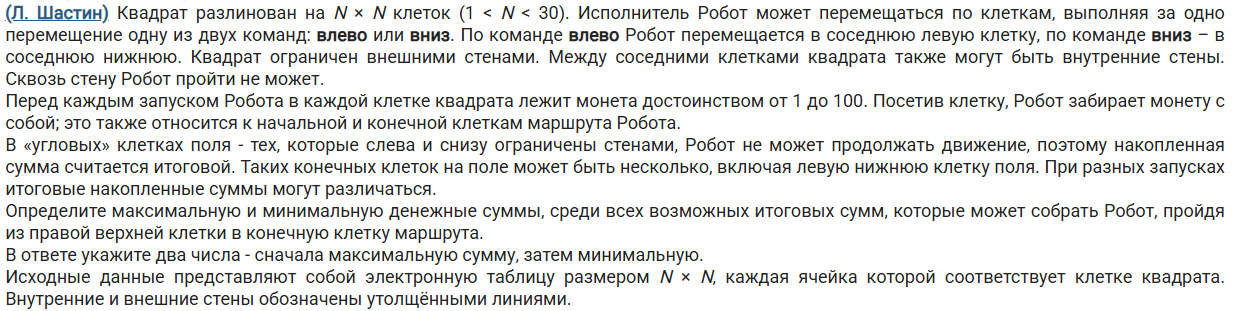 (Л. Шастин) Квадрат разлинован на N × N клеток (1 < N < 30). Исполнитель Робот может перемещаться по клеткам, выполняя за одно
перемещение одну из двух команд: влево или вниз. По команде влево Робот перемещается в соседнюю левую клетку, по команде вниз – в
соседнюю нижнюю. Квадрат ограничен внешними стенами. Между соседними клетками квадрата также могут быть внутренние стены.
Сквозь стену Робот пройти не может.
Перед каждым запуском Робота в каждой клетке квадрата лежит монета достоинством от 1 до 100. Посетив клетку, Робот забирает монету с
собой; это также относится к начальной и конечной клеткам маршрута Робота.
В «угловых» клетках поля - тех, которые слева и снизу ограничены стенами, Робот не может продолжать движение, поэтому накопленная
сумма считается итоговой. Таких конечных клеток на поле может быть несколько, включая левую нижнюю клетку поля. При разных запусках
итоговые накопленные суммы могут различаться.
Определите максимальную и минимальную денежные суммы, среди всех возможных итоговых сумм, которые может собрать Робот, пройдя
из правой верхней клетки в конечную клетку маршрута.
В ответе укажите два числа - сначала максимальную сумму, затем минимальную.
Исходные данные представляют собой электронную таблицу размером N × N, каждая ячейка которой соответствует клетке квадрата.
Внутренние и внешние стены обозначены утолщёнными линиями.